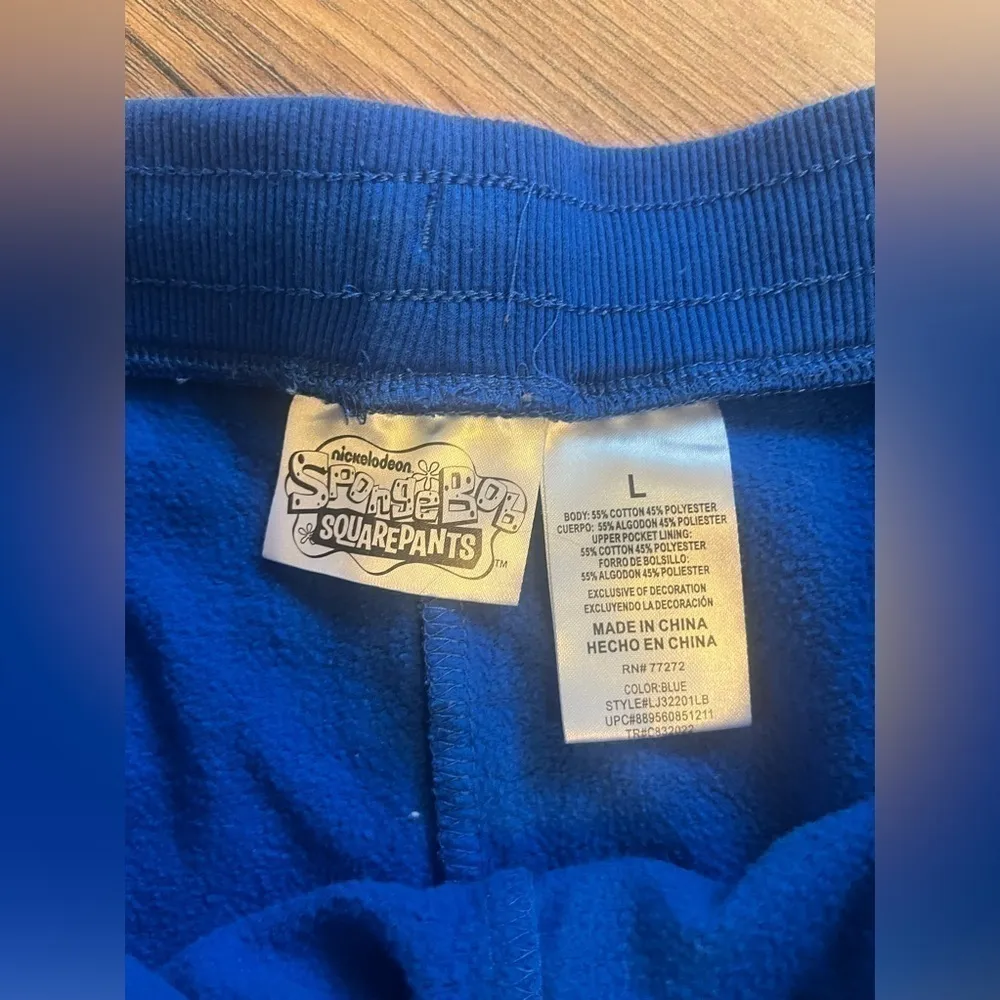 nickelodeon
SPONGEBOB
SQUAREPANTS
TM
L
BODY: 55% COTTON 45% POLYESTER
CUERPO: 55% ALGODON 45% POLIESTER
UPPER POCKET LINING:
55% COTTON 45% POLYESTER
FORRO DE BOLSILLO:
55% ALGODON 45% POLIESTER
EXCLUSIVE OF DECORATION
EXCLUYENDO LA DECORACIÓN
MADE IN CHINA
HECHO EN CHINA
RN# 77272
COLOR:BLUE
STYLE#LJ32201LB
UPC#889560851211
TR#C832022